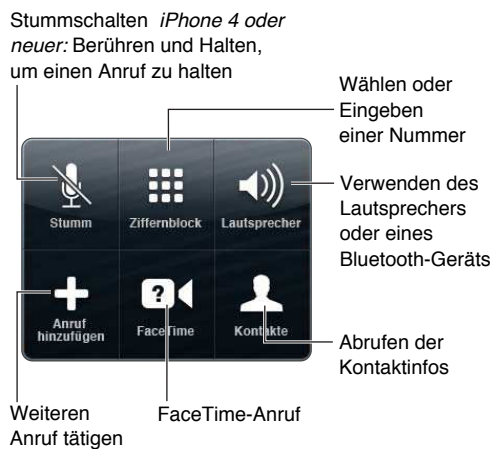 Stummschalten iPhone 4 oder
neuer: Berühren und Halten,
um einen Anruf zu halten
Wählen oder
Eingeben
einer Nummer
Stumm
Ziffernblock
Lautsprecher
Verwenden des
Lautsprechers
oder eines
Bluetooth-Geräts
Anruf
hinzufügen
FaceTime
Kontakte
Abrufen der
Kontaktinfos
Weiteren
Anruf tätigen
FaceTime-Anruf